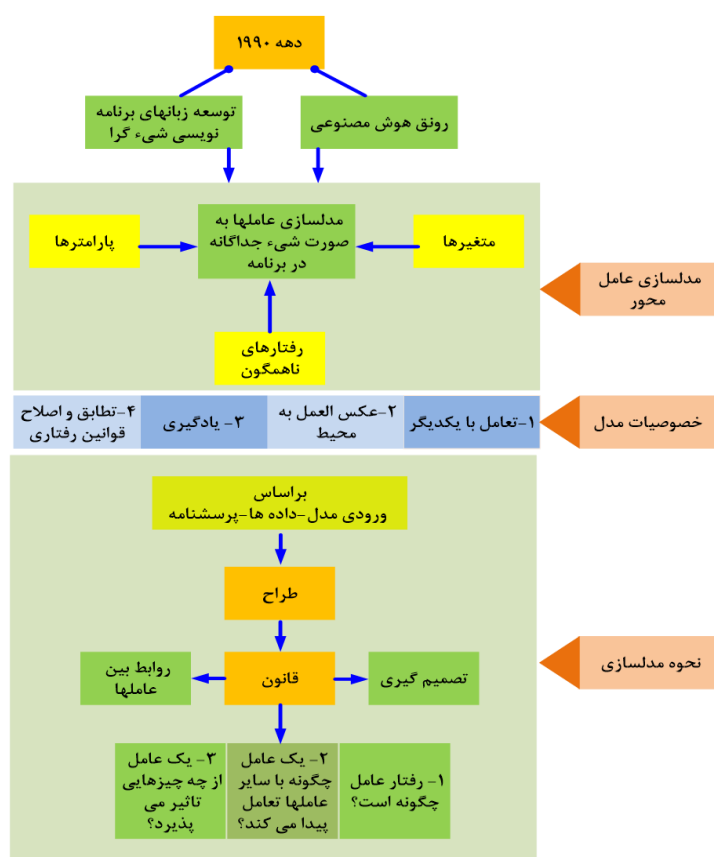 دهه ۱۹۹۰
رونق هوش مصنوعی
توسعه زبانهای برنامه
نویسی شیء گرا
مدلسازی عاملها به
صورت شیء جداگانه
در برنامه
متغیرها
پارامترها
رفتارهای
ناهمگون
مدلسازی عامل
محور
خصوصیات مدل
۱-تعامل با یکدیگر
۲-عکس العمل به
محیط
۳- یادگیری
۴-تطابق و اصلاح
قوانین رفتاری
براساس
ورودی مدل-داده ها-پرسشنامه
طراح
قانون
تصمیم گیری
روابط بین
عاملها
نحوه مدلسازی
۱- رفتار عامل
چگونه است؟
۲- یک عامل
چگونه با سایر
عاملها تعامل
پیدا می کند؟
۳- یک عامل
از چه چیزهایی
تاثیر می
پذیرد؟